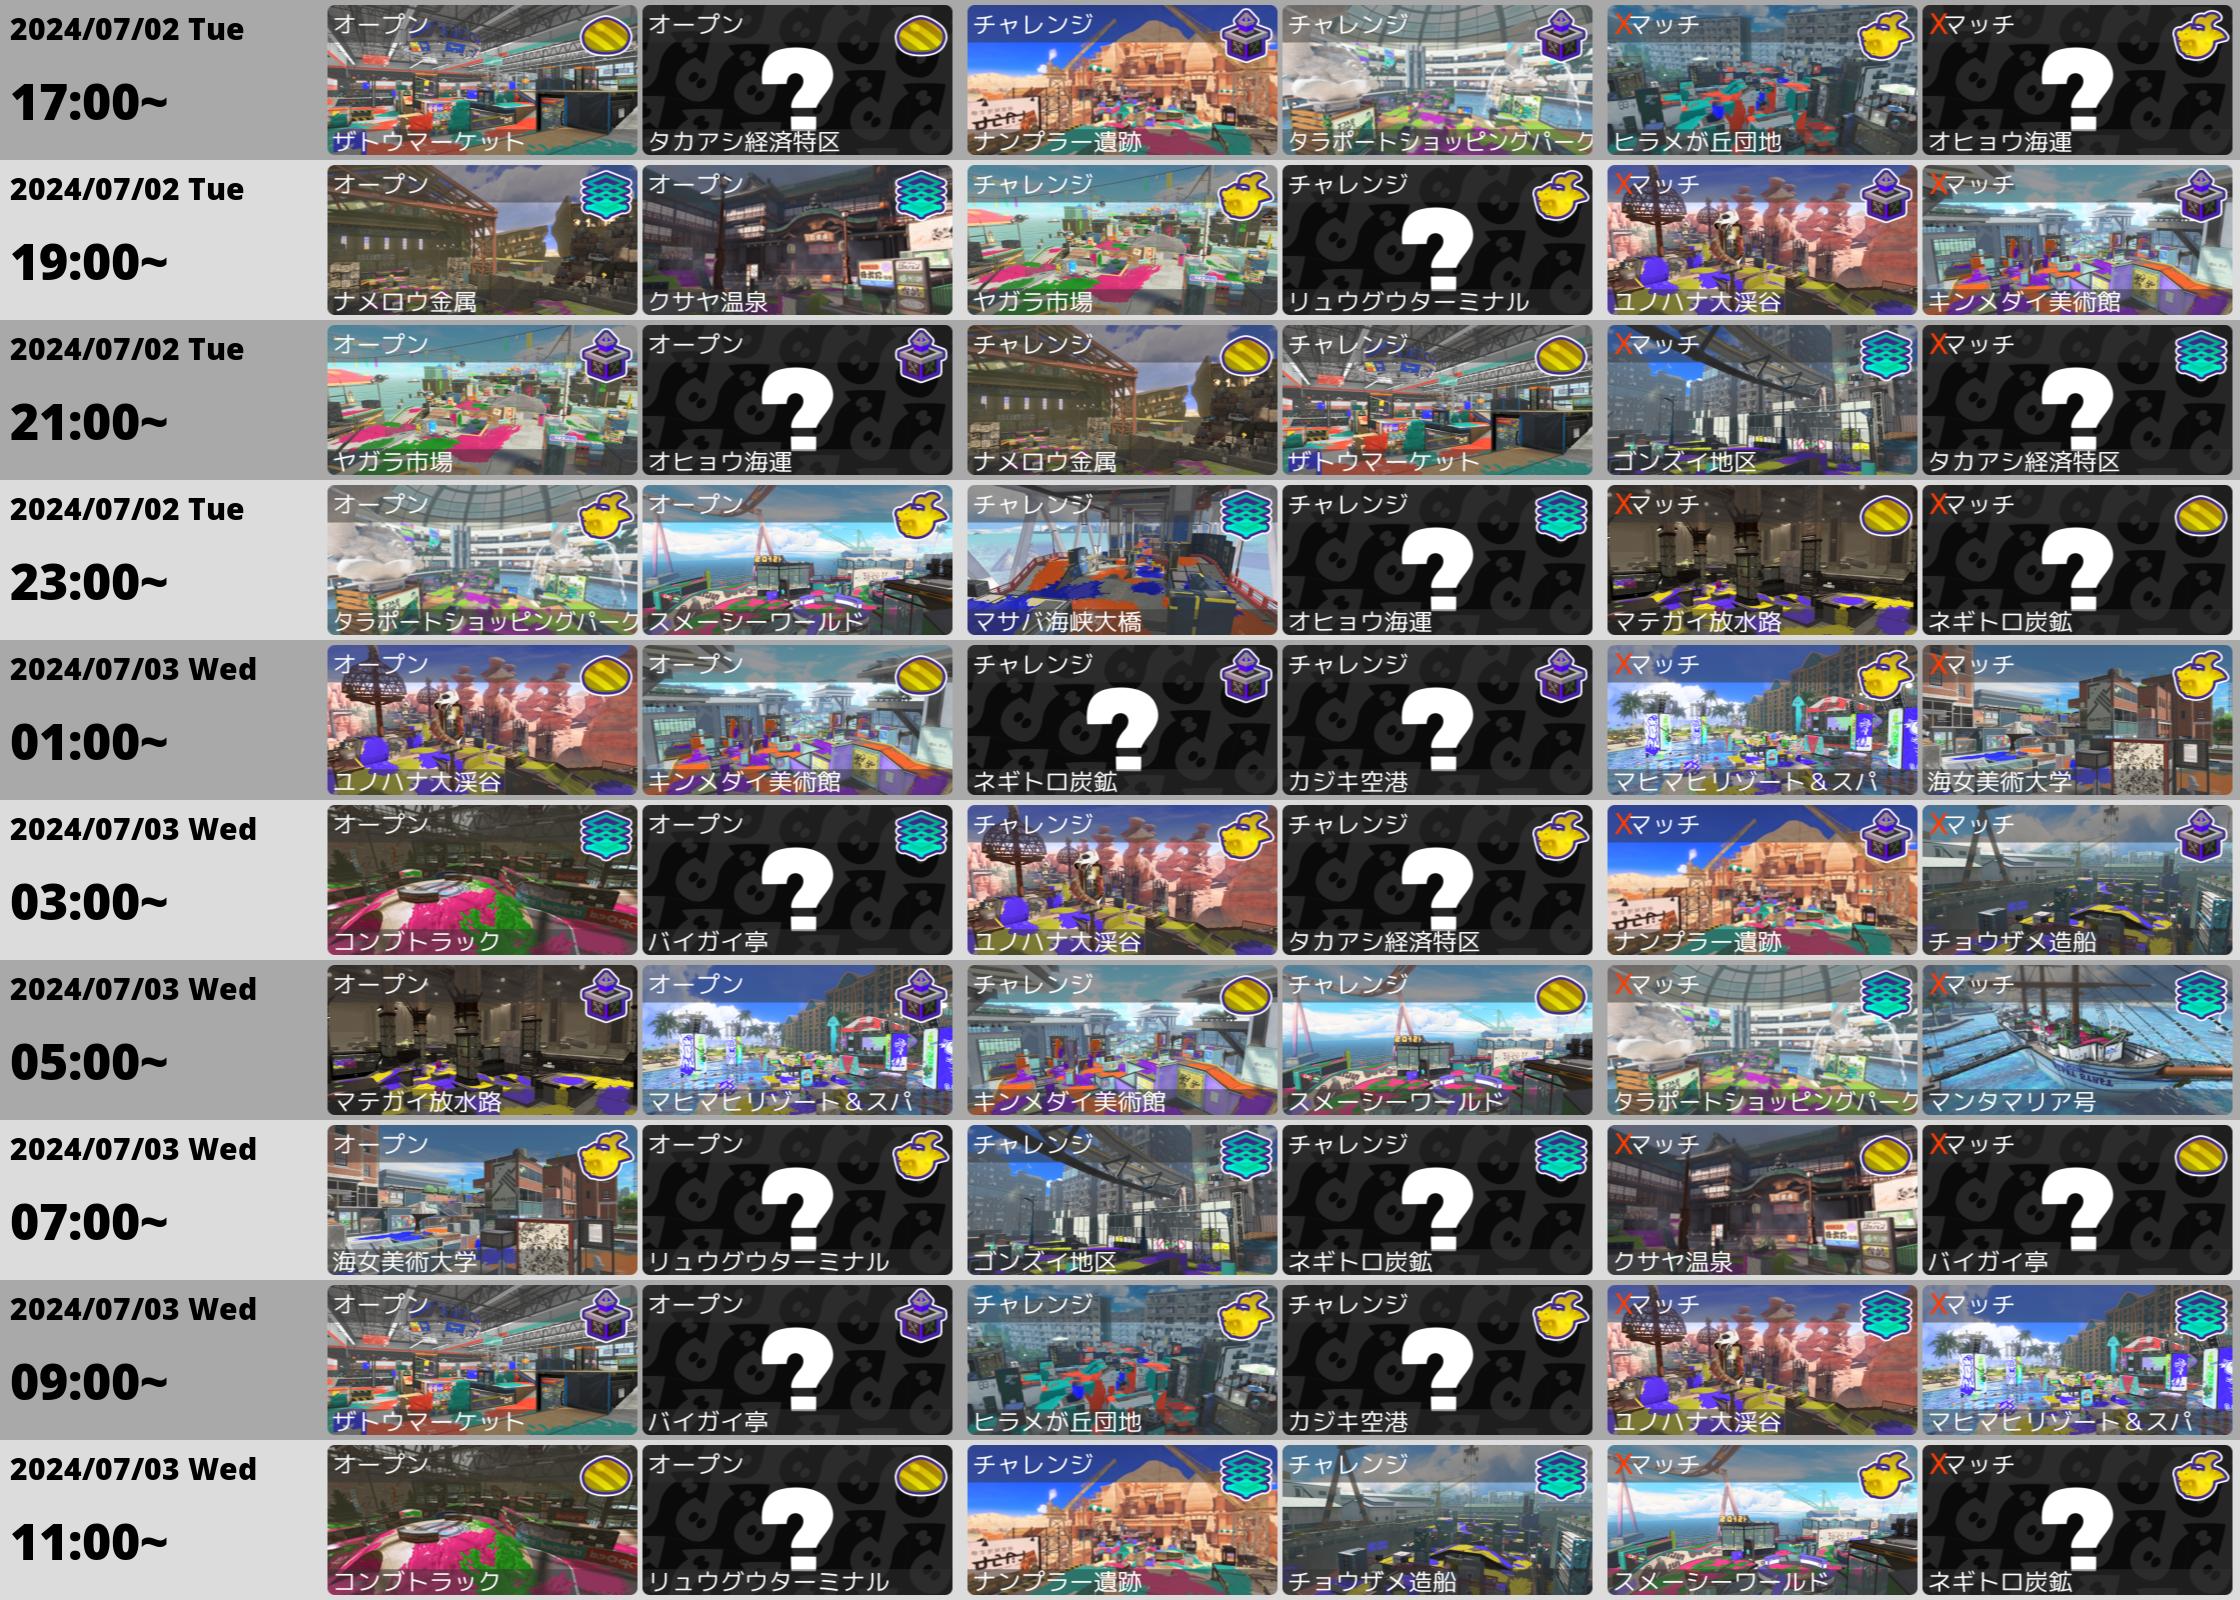 2024/07/02 Tue
17:00~
オープン
ザトウマーケット
オープン
タカアシ経済特区
チャレンジ
ナンプラー遺跡
チャレンジ
タラポートショッピングパーク
Xマッチ
ヒラメが丘団地
Xマッチ
オヒョウ海運
2024/07/02 Tue
19:00~
オープン
ナメロウ金属
オープン
クサヤ温泉
チャレンジ
ヤガラ市場
チャレンジ
リュウグウターミナル
Xマッチ
ユノハナ大渓谷
Xマッチ
キンメダイ美術館
2024/07/02 Tue
21:00~
オープン
ヤガラ市場
オープン
オヒョウ海運
チャレンジ
ナメロウ金属
チャレンジ
ザトウマーケット
Xマッチ
ゴンズイ地区
Xマッチ
タカアシ経済特区
2024/07/02 Tue
23:00~
オープン
タラポートショッピングパーク
オープン
スメーシーワールド
チャレンジ
マサバ海峡大橋
チャレンジ
オヒョウ海運
Xマッチ
マテガイ放水路
Xマッチ
ネギトロ炭鉱
2024/07/03 Wed
01:00~
オープン
ユノハナ大渓谷
オープン
キンメダイ美術館
チャレンジ
ネギトロ炭鉱
チャレンジ
カジキ空港
Xマッチ
マヒマヒリゾート&スパ
Xマッチ
海女美術大学
2024/07/03 Wed
03:00~
オープン
コンブトラック
オープン
バイガイ亭
チャレンジ
ユノハナ大渓谷
チャレンジ
タカアシ経済特区
Xマッチ
ナンプラー遺跡
Xマッチ
チョウザメ造船
2024/07/03 Wed
05:00~
オープン
マテガイ放水路
オープン
マヒマヒリゾート&スパ
チャレンジ
キンメダイ美術館
チャレンジ
スメーシーワールド
Xマッチ
タラポートショッピングパーク
Xマッチ
マンタマリア号
2024/07/03 Wed
07:00~
オープン
海女美術大学
オープン
リュウグウターミナル
チャレンジ
ゴンズイ地区
チャレンジ
ネギトロ炭鉱
Xマッチ
クサヤ温泉
Xマッチ
バイガイ亭
2024/07/03 Wed
09:00~
オープン
ザトウマーケット
オープン
バイガイ亭
チャレンジ
ヒラメが丘団地
チャレンジ
カジキ空港
Xマッチ
ユノハナ大渓谷
Xマッチ
マヒマヒリゾート&スパ
2024/07/03 Wed
11:00~
オープン
コンブトラック
オープン
リュウグウターミナル
チャレンジ
ナンプラー遺跡
チャレンジ
チョウザメ造船
Xマッチ
スメーシーワールド
Xマッチ
ネギトロ炭鉱